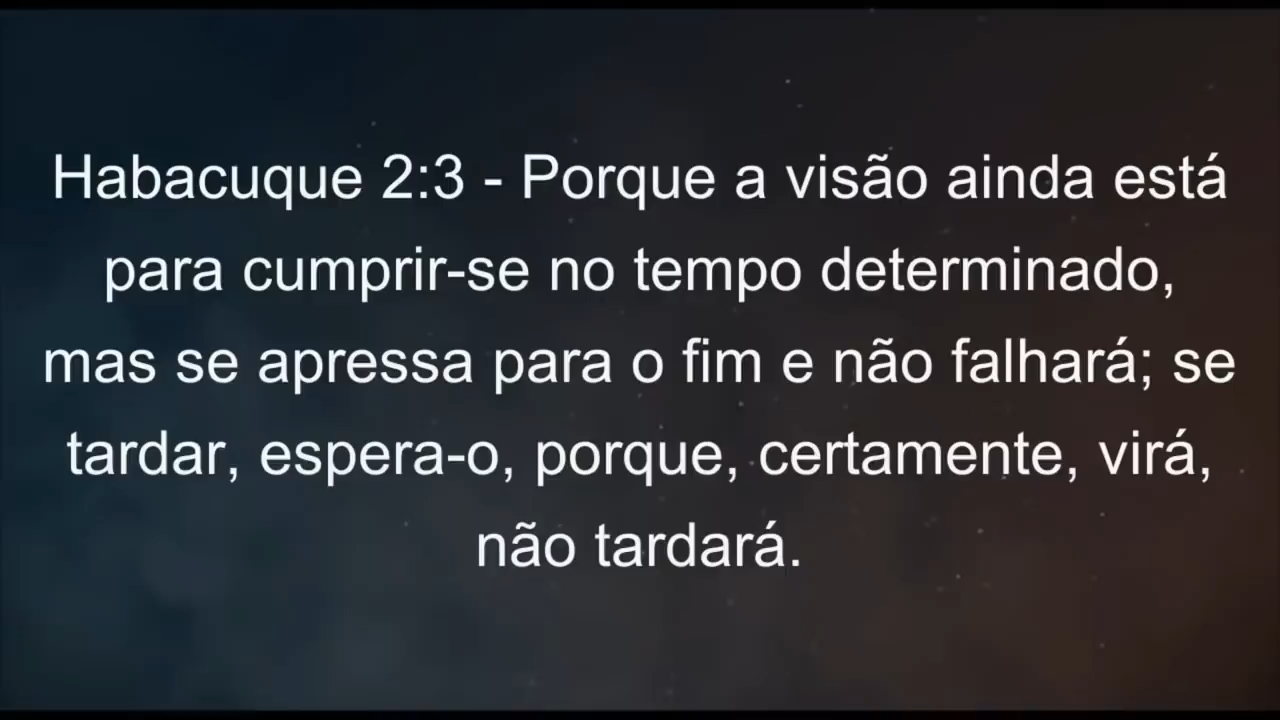 Habacuque 2:3 - Porque a visão ainda está
para cumprir-se no tempo determinado,
mas se apressa para o fim e não falhará; se
tardar, espera-o, porque, certamente, virá,
não tardará.